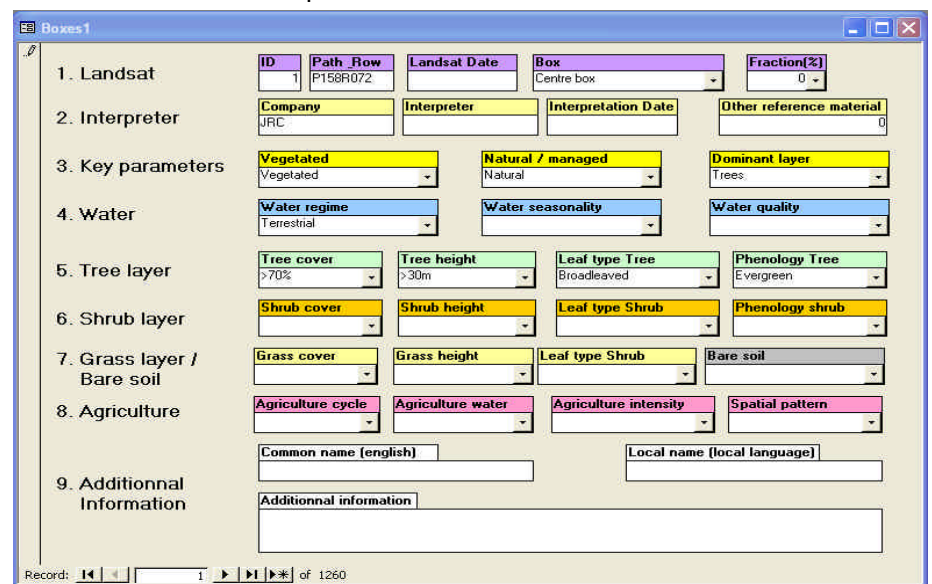 Boxes1
1. Landsat
ID Path_Row Landsat Date Box Fraction(%)
1 P158R072 Centre box 0
2. Interpreter
Company Interpreter Interpretation Date Other reference material
JRC 0
3. Key parameters
Vegetated Natural / managed Dominant layer
Vegetated Natural Trees
4. Water
Water regime Water seasonality Water quality
Terrestrial
5. Tree layer
Tree cover Tree height Leaf type Tree Phenology Tree
>70% >30m Broadleaved Evergreen
6. Shrub layer
Shrub cover Shrub height Leaf type Shrub Phenology shrub
7. Grass layer /
Bare soil
Grass cover Grass height Leaf type Shrub Bare soil
8. Agriculture
Agriculture cycle Agriculture water Agriculture intensity Spatial pattern
Common name (english) Local name (local language)
9. Additionnal
Information
Additionnal information
Record: 1 of 1260